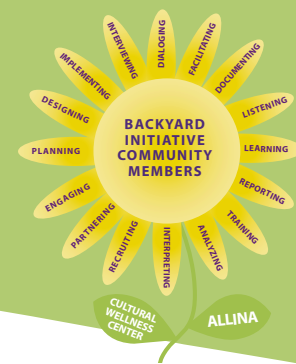 BACKYARD
INITIATIVE
COMMUNITY
MEMBERS
DIALOGING
FACILITATING
DOCUMENTING
LISTENING
LEARNING
REPORTING
TRAINING
ANALYZING
INTERPRETING
RECRUITING
PARTNERING
ENGAGING
PLANNING
DESIGNING
IMPLEMENTING
INTERVIEWING
CULTURAL
WELLNESS
CENTER
ALLINA